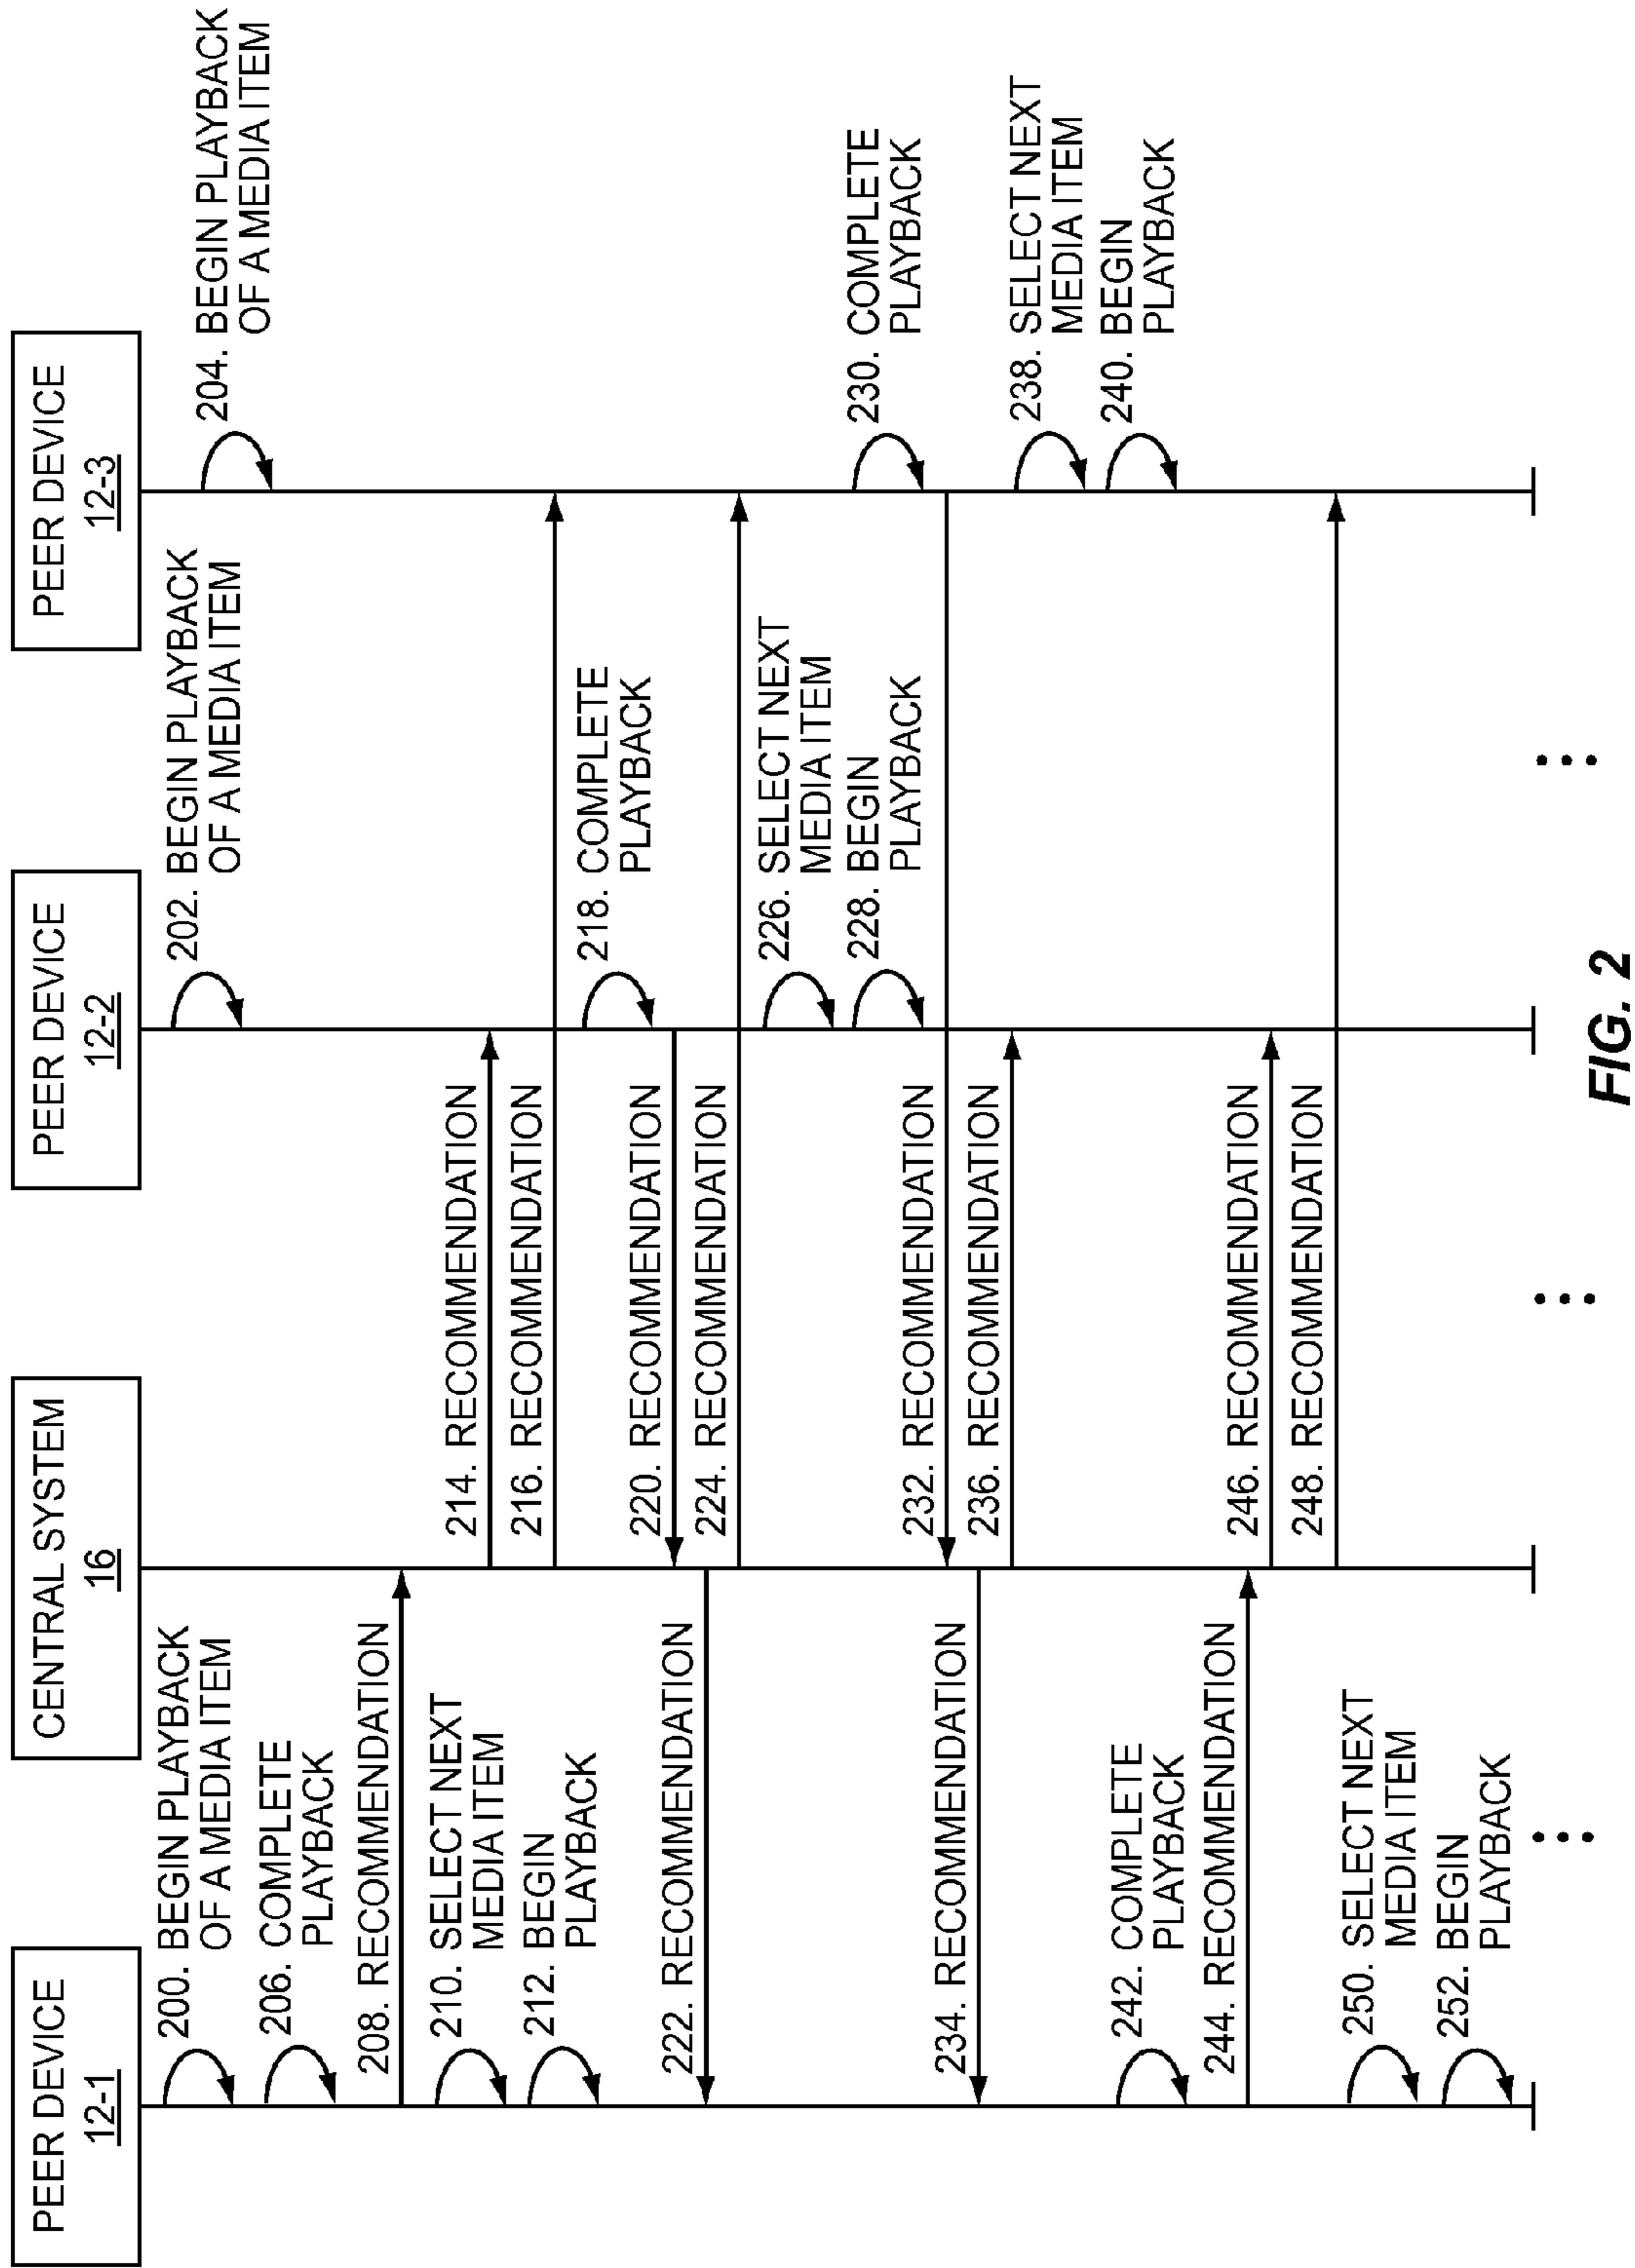 PEER DEVICE
12-1
CENTRAL SYSTEM
16
PEER DEVICE
12-2
PEER DEVICE
12-3
200. BEGIN PLAYBACK
OF A MEDIA ITEM
202. BEGIN PLAYBACK
OF A MEDIA ITEM
204. BEGIN PLAYBACK
OF A MEDIA ITEM
206. COMPLETE
PLAYBACK
208. RECOMMENDATION
210. SELECT NEXT
MEDIA ITEM
212. BEGIN
PLAYBACK
214. RECOMMENDATION
216. RECOMMENDATION
218. COMPLETE
PLAYBACK
220. RECOMMENDATION
222. RECOMMENDATION
224. RECOMMENDATION
226. SELECT NEXT
MEDIA ITEM
228. BEGIN
PLAYBACK
230. COMPLETE
PLAYBACK
232. RECOMMENDATION
234. RECOMMENDATION
236. RECOMMENDATION
238. SELECT NEXT
MEDIA ITEM
240. BEGIN
PLAYBACK
242. COMPLETE
PLAYBACK
244. RECOMMENDATION
246. RECOMMENDATION
248. RECOMMENDATION
250. SELECT NEXT
MEDIA ITEM
252. BEGIN
PLAYBACK
FIG. 2